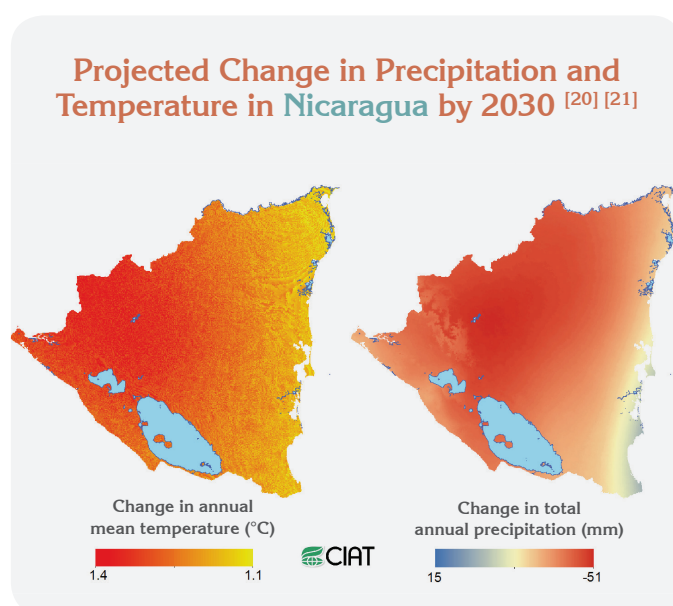 Projected Change in Precipitation and
Temperature in Nicaragua by 2030 [20] [21]
Change in annual
mean temperature (°C)
1.4
1.1
CIAT
Change in total
annual precipitation (mm)
15
-51